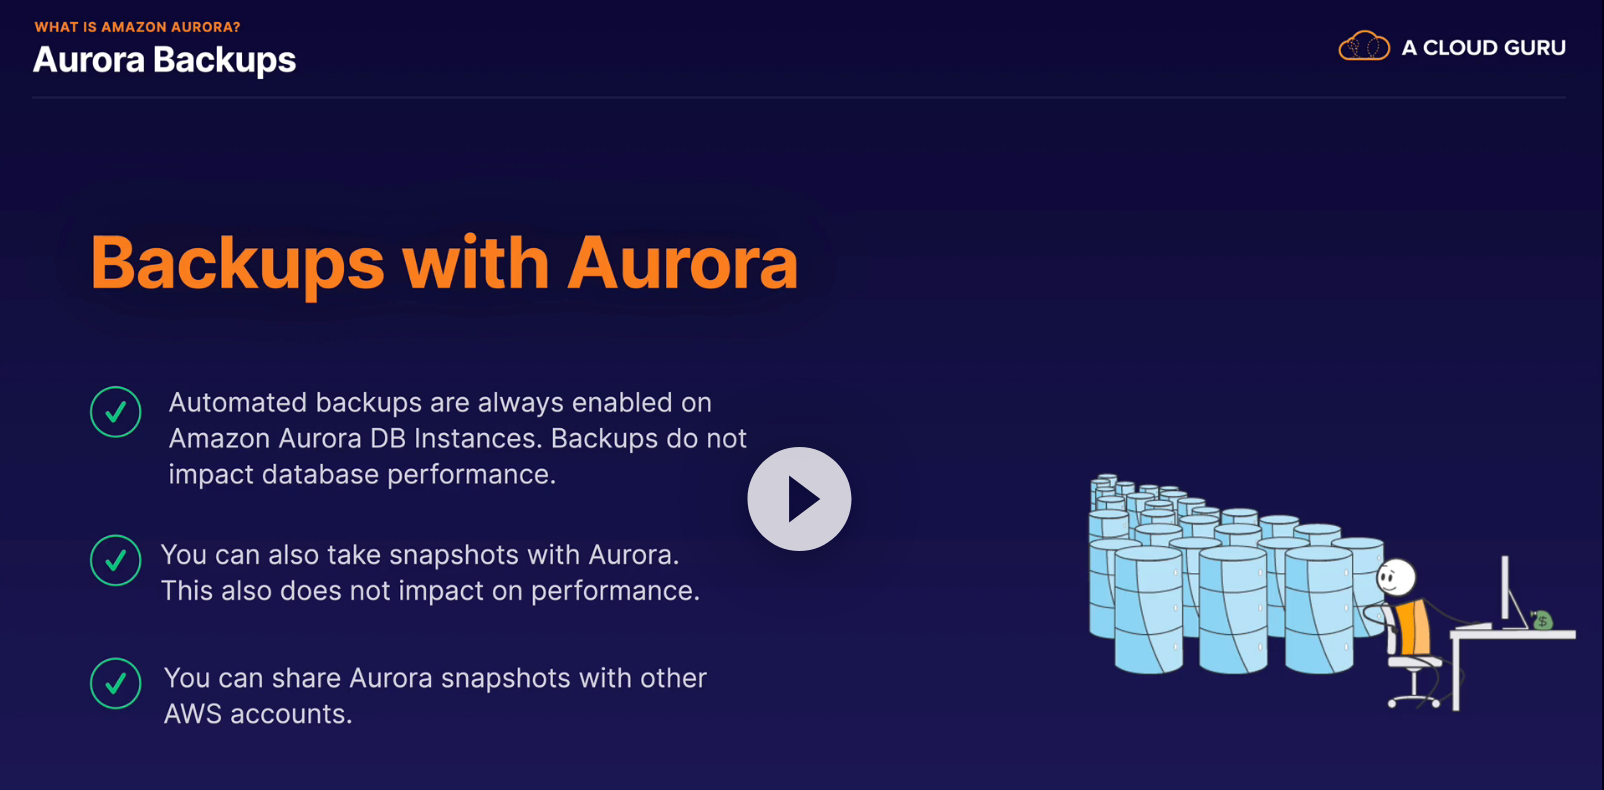 WHAT IS AMAZON AURORA?
Aurora Backups
A CLOUD GURU
Backups with Aurora
Automated backups are always enabled on
Amazon Aurora DB Instances. Backups do not
impact database performance.
You can also take snapshots with Aurora.
This also does not impact on performance.
You can share Aurora snapshots with other
AWS accounts.
$